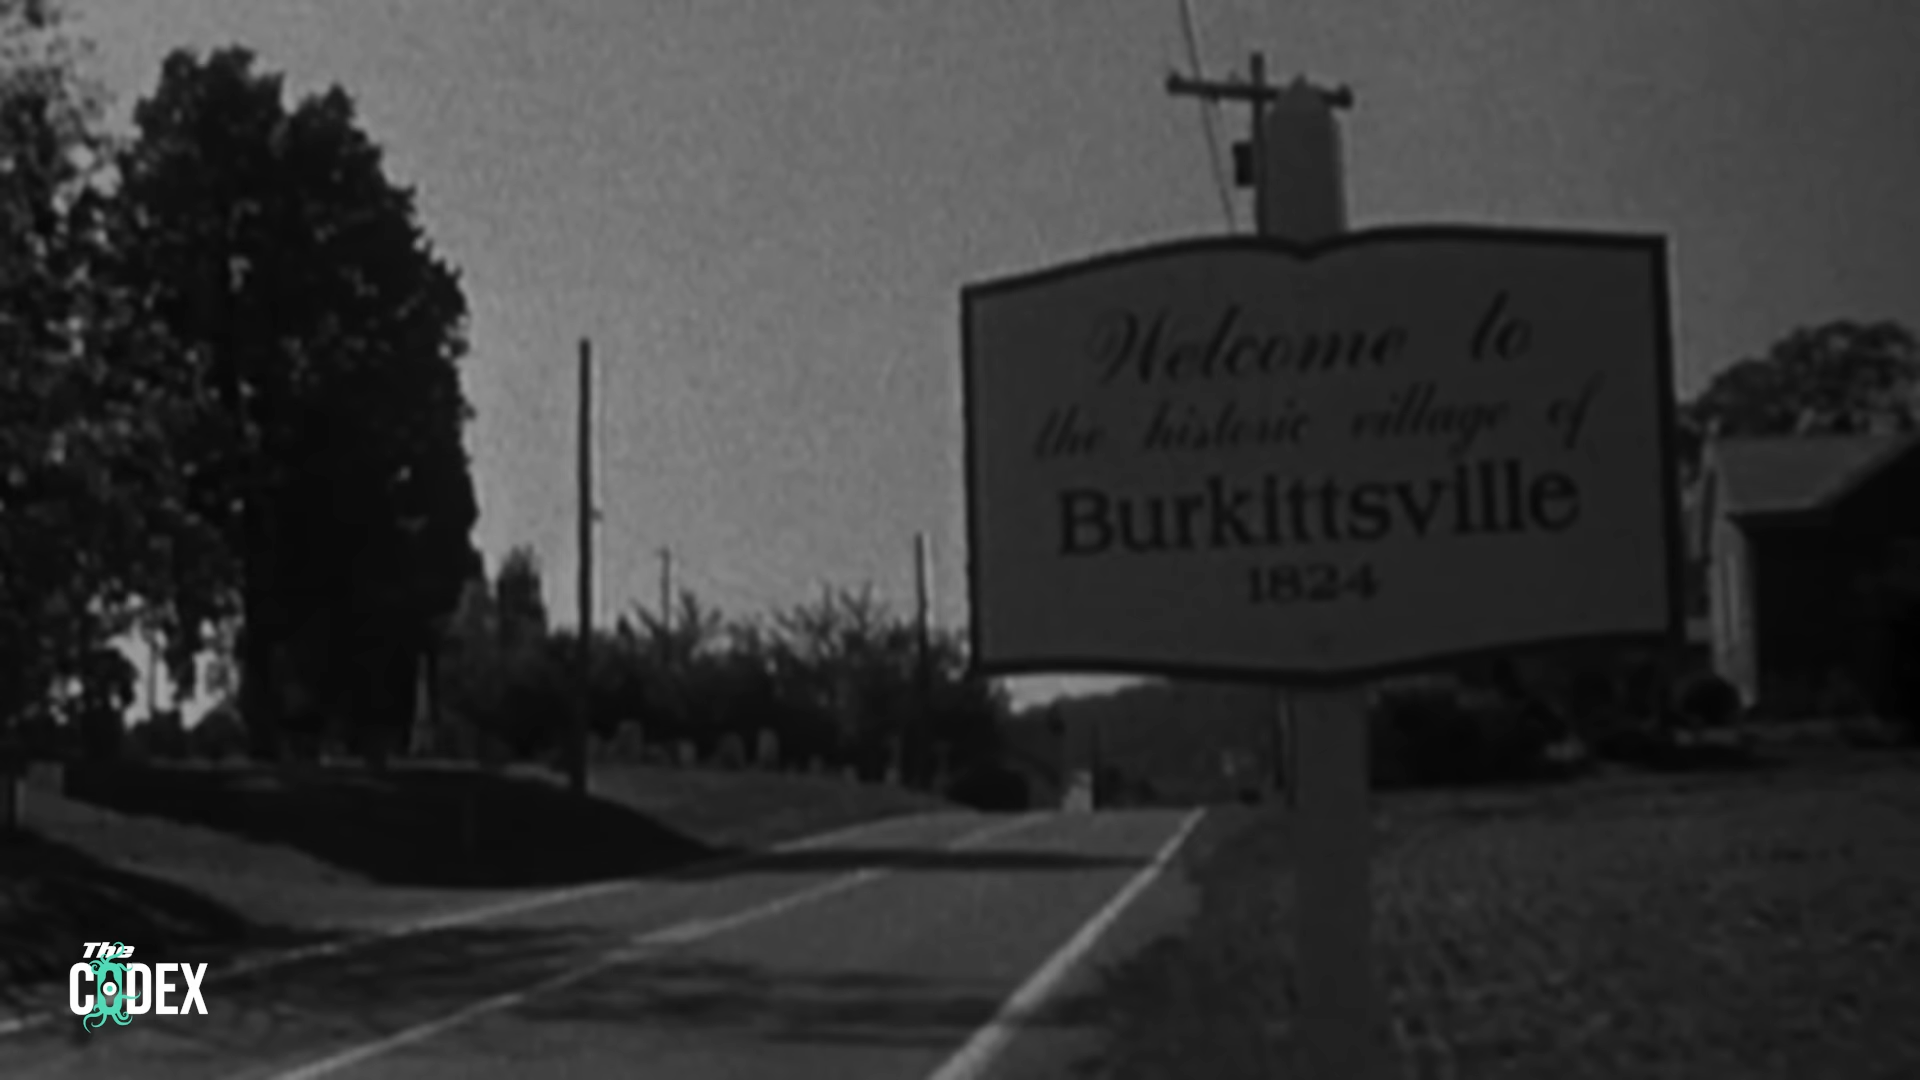 Welcome to
the historic village of
Burkittsville
1824
The
CODEX